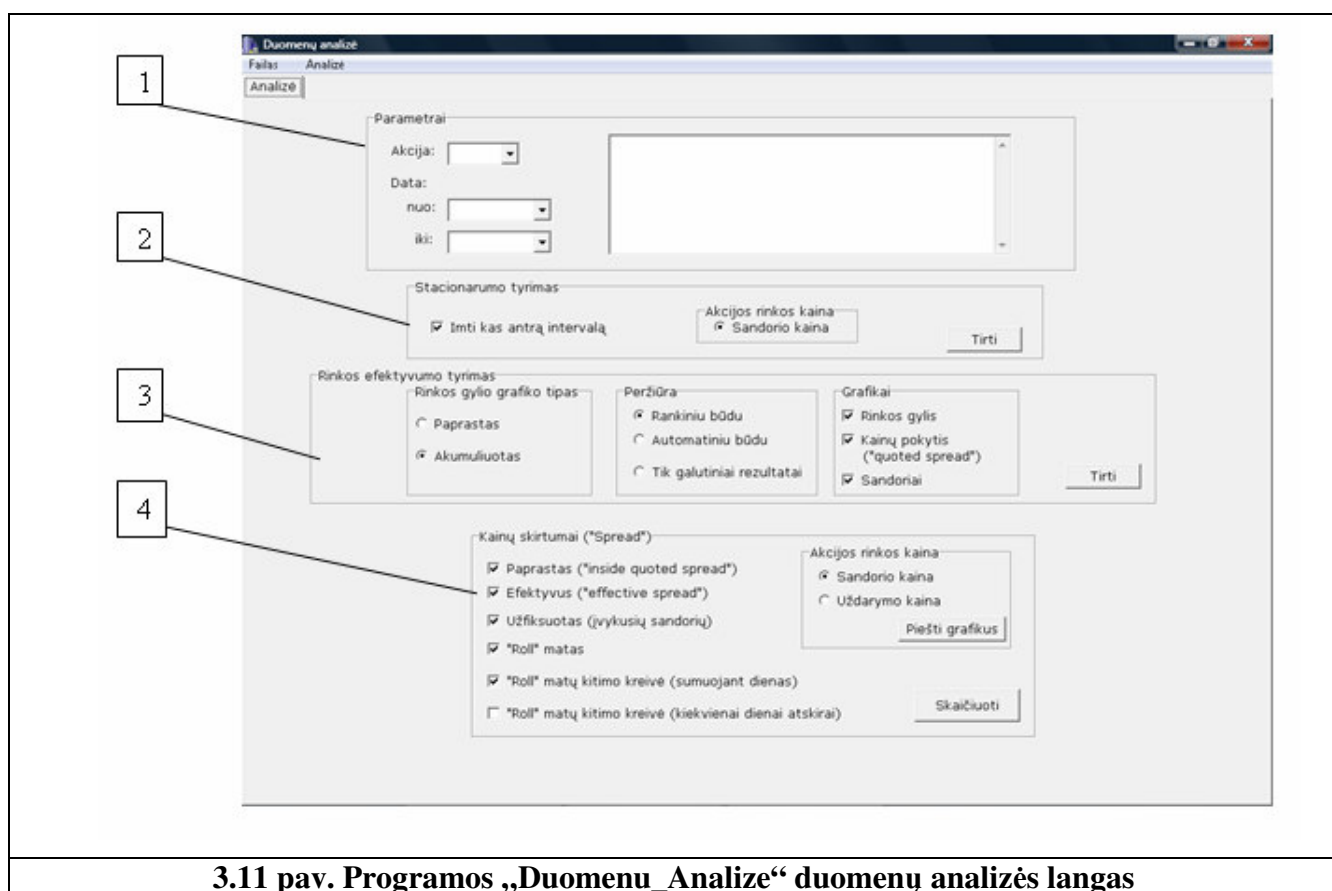 Duomenų analizė
Failas Analizė
Analizė
1
Parametrai
Akcija:
Data:
nuo:
iki:
2
Stacionarumo tyrimas
Imti kas antrą intervalą
Akcijos rinkos kaina
Sandorio kaina
Tirti
3
Rinkos efektyvumo tyrimas
Rinkos gylio grafiko tipas
Paprastas
Akumuliuotas
Peržiūra
Rankiniu būdu
Automatiniu būdu
Tik galutiniai rezultatai
Grafikai
Rinkos gylis
Kainų pokytis
("quoted spread")
Sandoriai
Tirti
4
Kainų skirtumai ("Spread")
Paprastas ("inside quoted spread")
Efektyvus ("effective spread")
Užfiksuotas (įvykusių sandorių)
"Roll" matas
"Roll" matų kitimo kreivė (sumuojant dienas)
"Roll" matų kitimo kreivė (kiekvienai dienai atskirai)
Akcijos rinkos kaina
Sandorio kaina
Uždarymo kaina
Piešti grafikus
Skaičiuoti
3.11 pav. Programos „Duomenu_Analize“ duomenų analizės langas